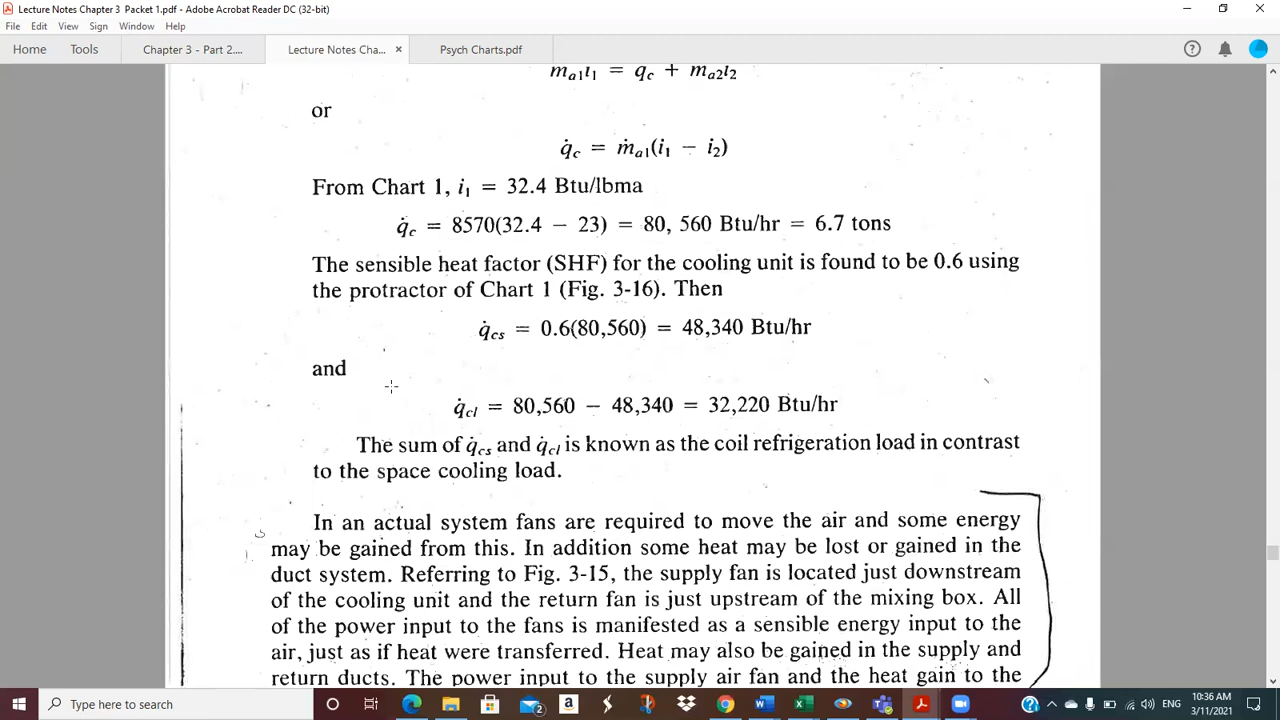 Lecture Notes Chapter 3 Packet 1.pdf - Adobe Acrobat Reader DC (32-bit)
File Edit View Sign Window Help
Home Tools Chapter 3 - Part 2.... Lecture Notes Cha... × Psych Charts.pdf
ṁa1i1 = q̇c + ṁa2i2
or
q̇c = ṁa1(i1 − i2)
From Chart 1, i1 = 32.4 Btu/lbma
q̇c = 8570(32.4 − 23) = 80, 560 Btu/hr = 6.7 tons
The sensible heat factor (SHF) for the cooling unit is found to be 0.6 using
the protractor of Chart 1 (Fig. 3-16). Then
q̇cs = 0.6(80,560) = 48,340 Btu/hr
and
q̇cl = 80,560 − 48,340 = 32,220 Btu/hr
The sum of q̇cs and q̇cl is known as the coil refrigeration load in contrast
to the space cooling load.
In an actual system fans are required to move the air and some energy
may be gained from this. In addition some heat may be lost or gained in the
duct system. Referring to Fig. 3-15, the supply fan is located just downstream
of the cooling unit and the return fan is just upstream of the mixing box. All
of the power input to the fans is manifested as a sensible energy input to the
air, just as if heat were transferred. Heat may also be gained in the supply and
return ducts. The power input to the supply air fan and the heat gain to the
Type here to search
10:36 AM
3/11/2021